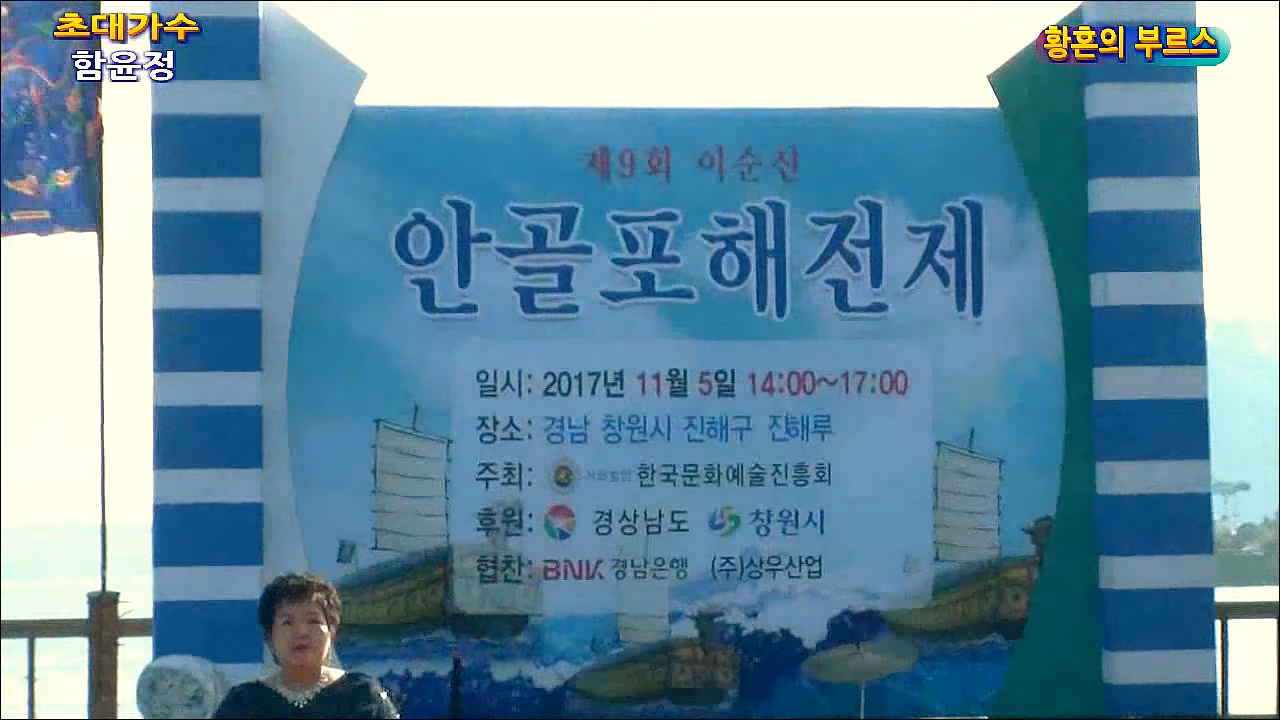 초대가수
함윤정
황혼의 부르스
제9회 이순신
안골포해전제
일시: 2017년 11월 5일 14:00~17:00
장소: 경남 창원시 진해구 진해루
주최: 한국문화예술진흥회
후원: 경상남도 창원시
협찬: BNK 경남은행 (주)상우산업